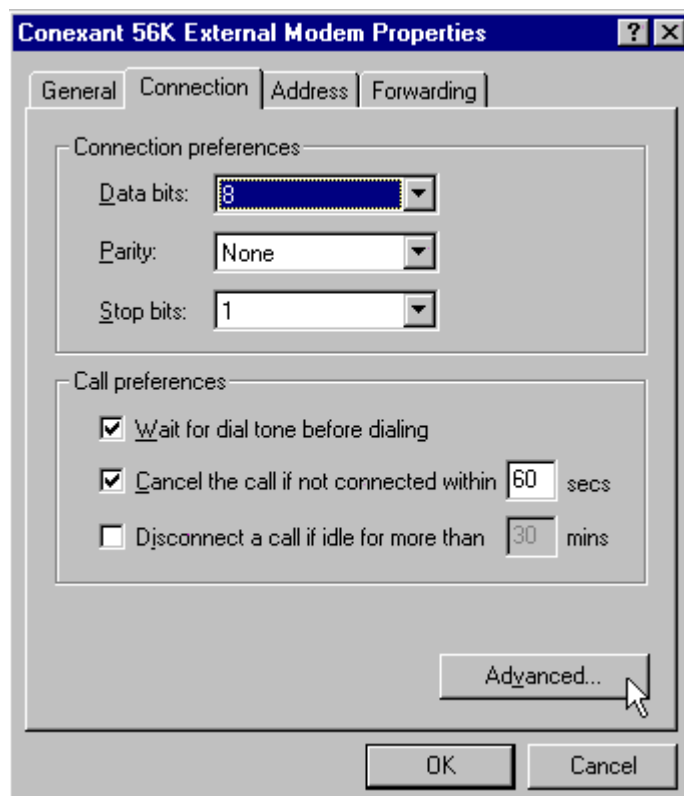 Conexant 56K External Modem Properties
General Connection Address Forwarding
Connection preferences
Data bits: 8
Parity: None
Stop bits: 1
Call preferences
Wait for dial tone before dialing
Cancel the call if not connected within 60 secs
Disconnect a call if idle for more than 30 mins
Advanced...
OK Cancel